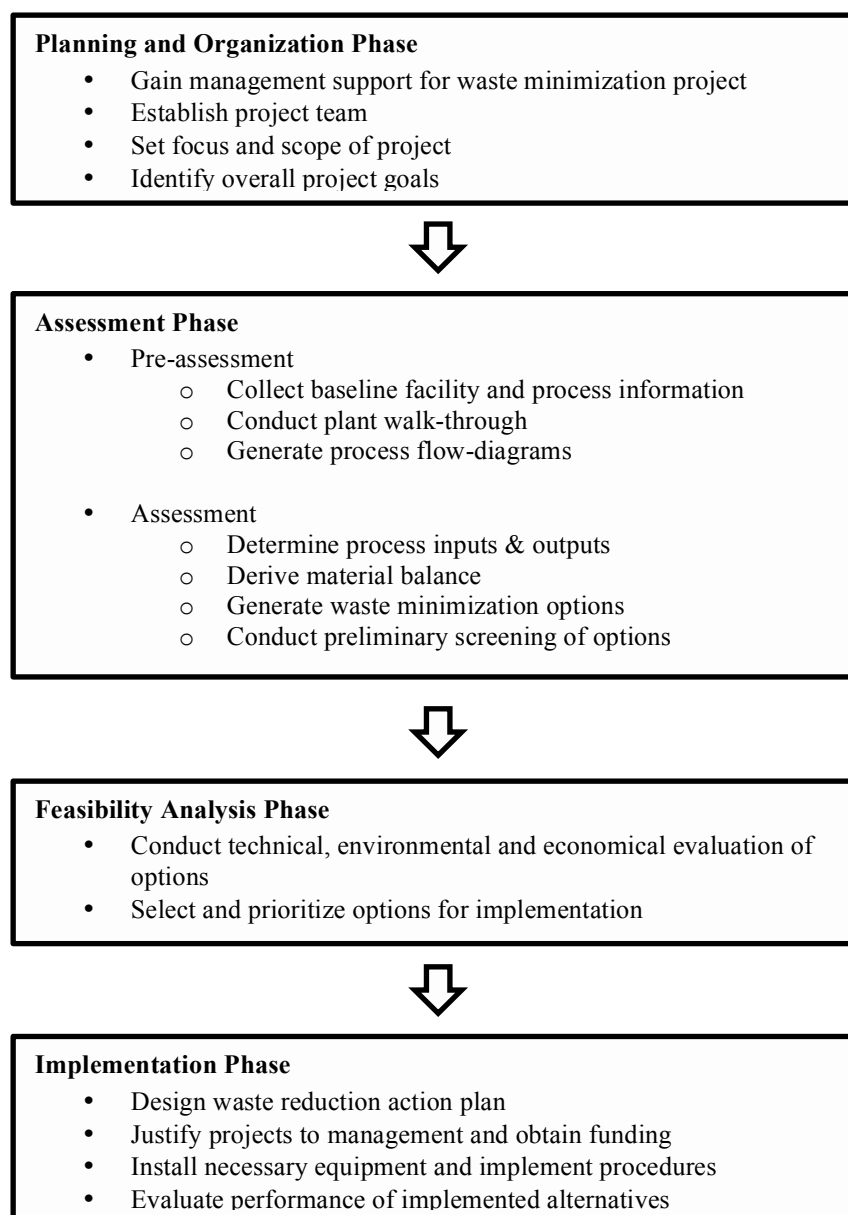 Planning and Organization Phase
• Gain management support for waste minimization project
• Establish project team
• Set focus and scope of project
• Identify overall project goals
Assessment Phase
• Pre-assessment
o Collect baseline facility and process information
o Conduct plant walk-through
o Generate process flow-diagrams
• Assessment
o Determine process inputs & outputs
o Derive material balance
o Generate waste minimization options
o Conduct preliminary screening of options
Feasibility Analysis Phase
• Conduct technical, environmental and economical evaluation of
options
• Select and prioritize options for implementation
Implementation Phase
• Design waste reduction action plan
• Justify projects to management and obtain funding
• Install necessary equipment and implement procedures
• Evaluate performance of implemented alternatives